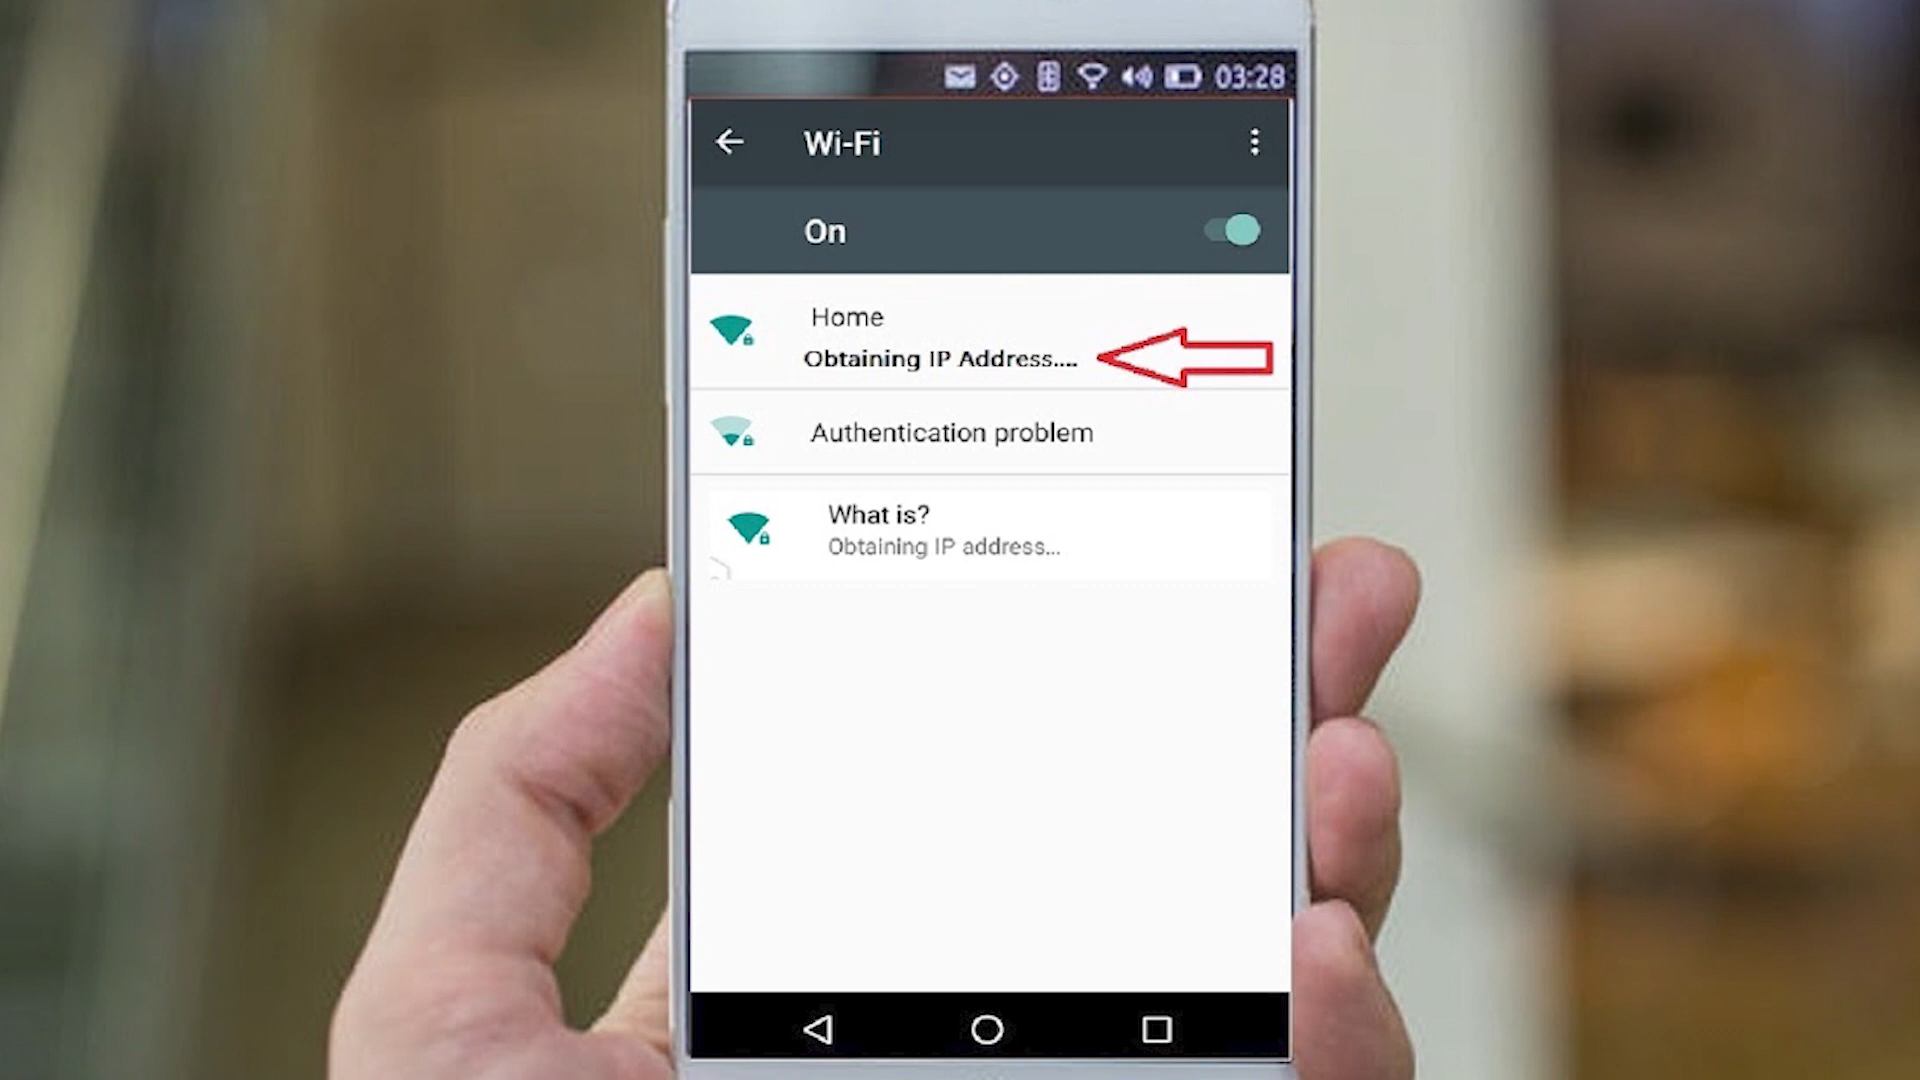 03:28
Wi-Fi
On
Home
Obtaining IP Address....
Authentication problem
What is?
Obtaining IP address...